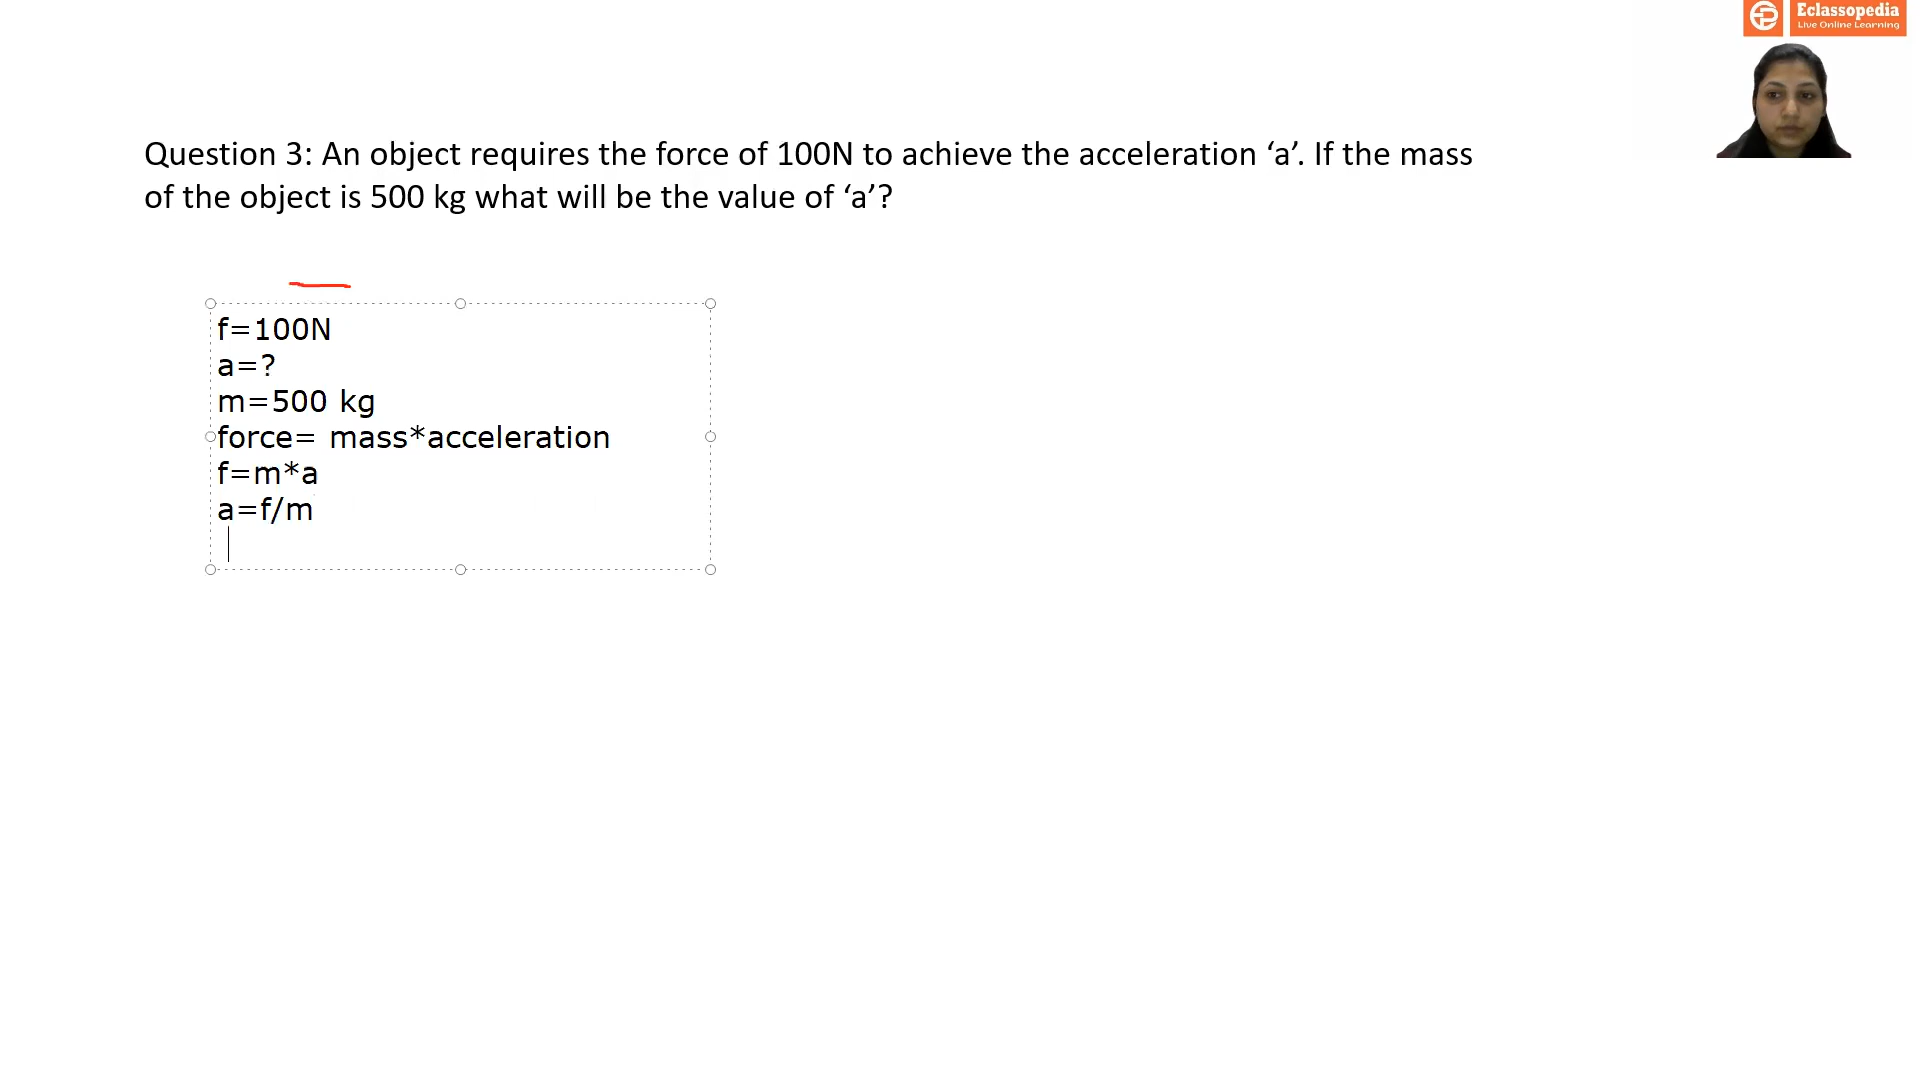 Eclassopedia
Live Online Learning
Question 3: An object requires the force of 100N to achieve the acceleration ‘a’. If the mass
of the object is 500 kg what will be the value of ‘a’?
f=100N
a=?
m=500 kg
force= mass*acceleration
f=m*a
a=f/m